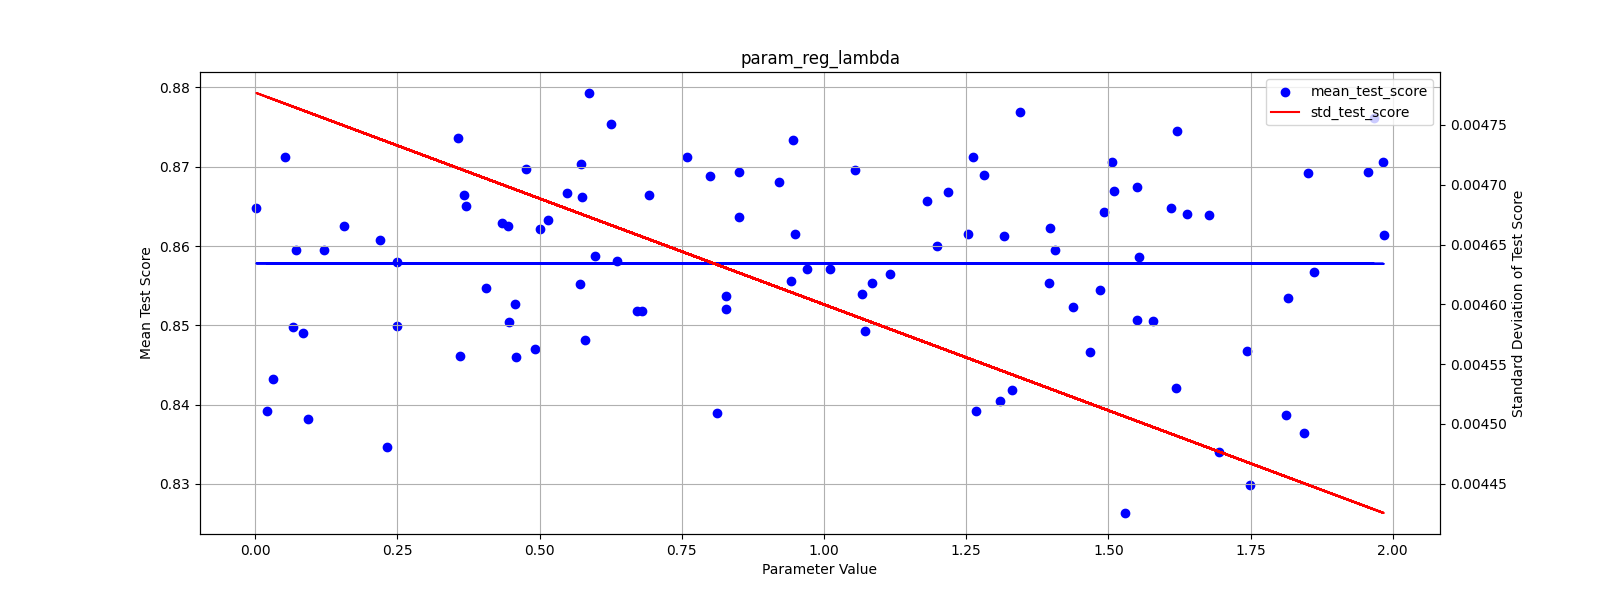 param_reg_lambda
mean_test_score
std_test_score
Mean Test Score
0.88
0.87
0.86
0.85
0.84
0.83
0.00475
0.00470
0.00465
0.00460
0.00455
0.00450
0.00445
Standard Deviation of Test Score
0.00 0.25 0.50 0.75 1.00 1.25 1.50 1.75 2.00
Parameter Value